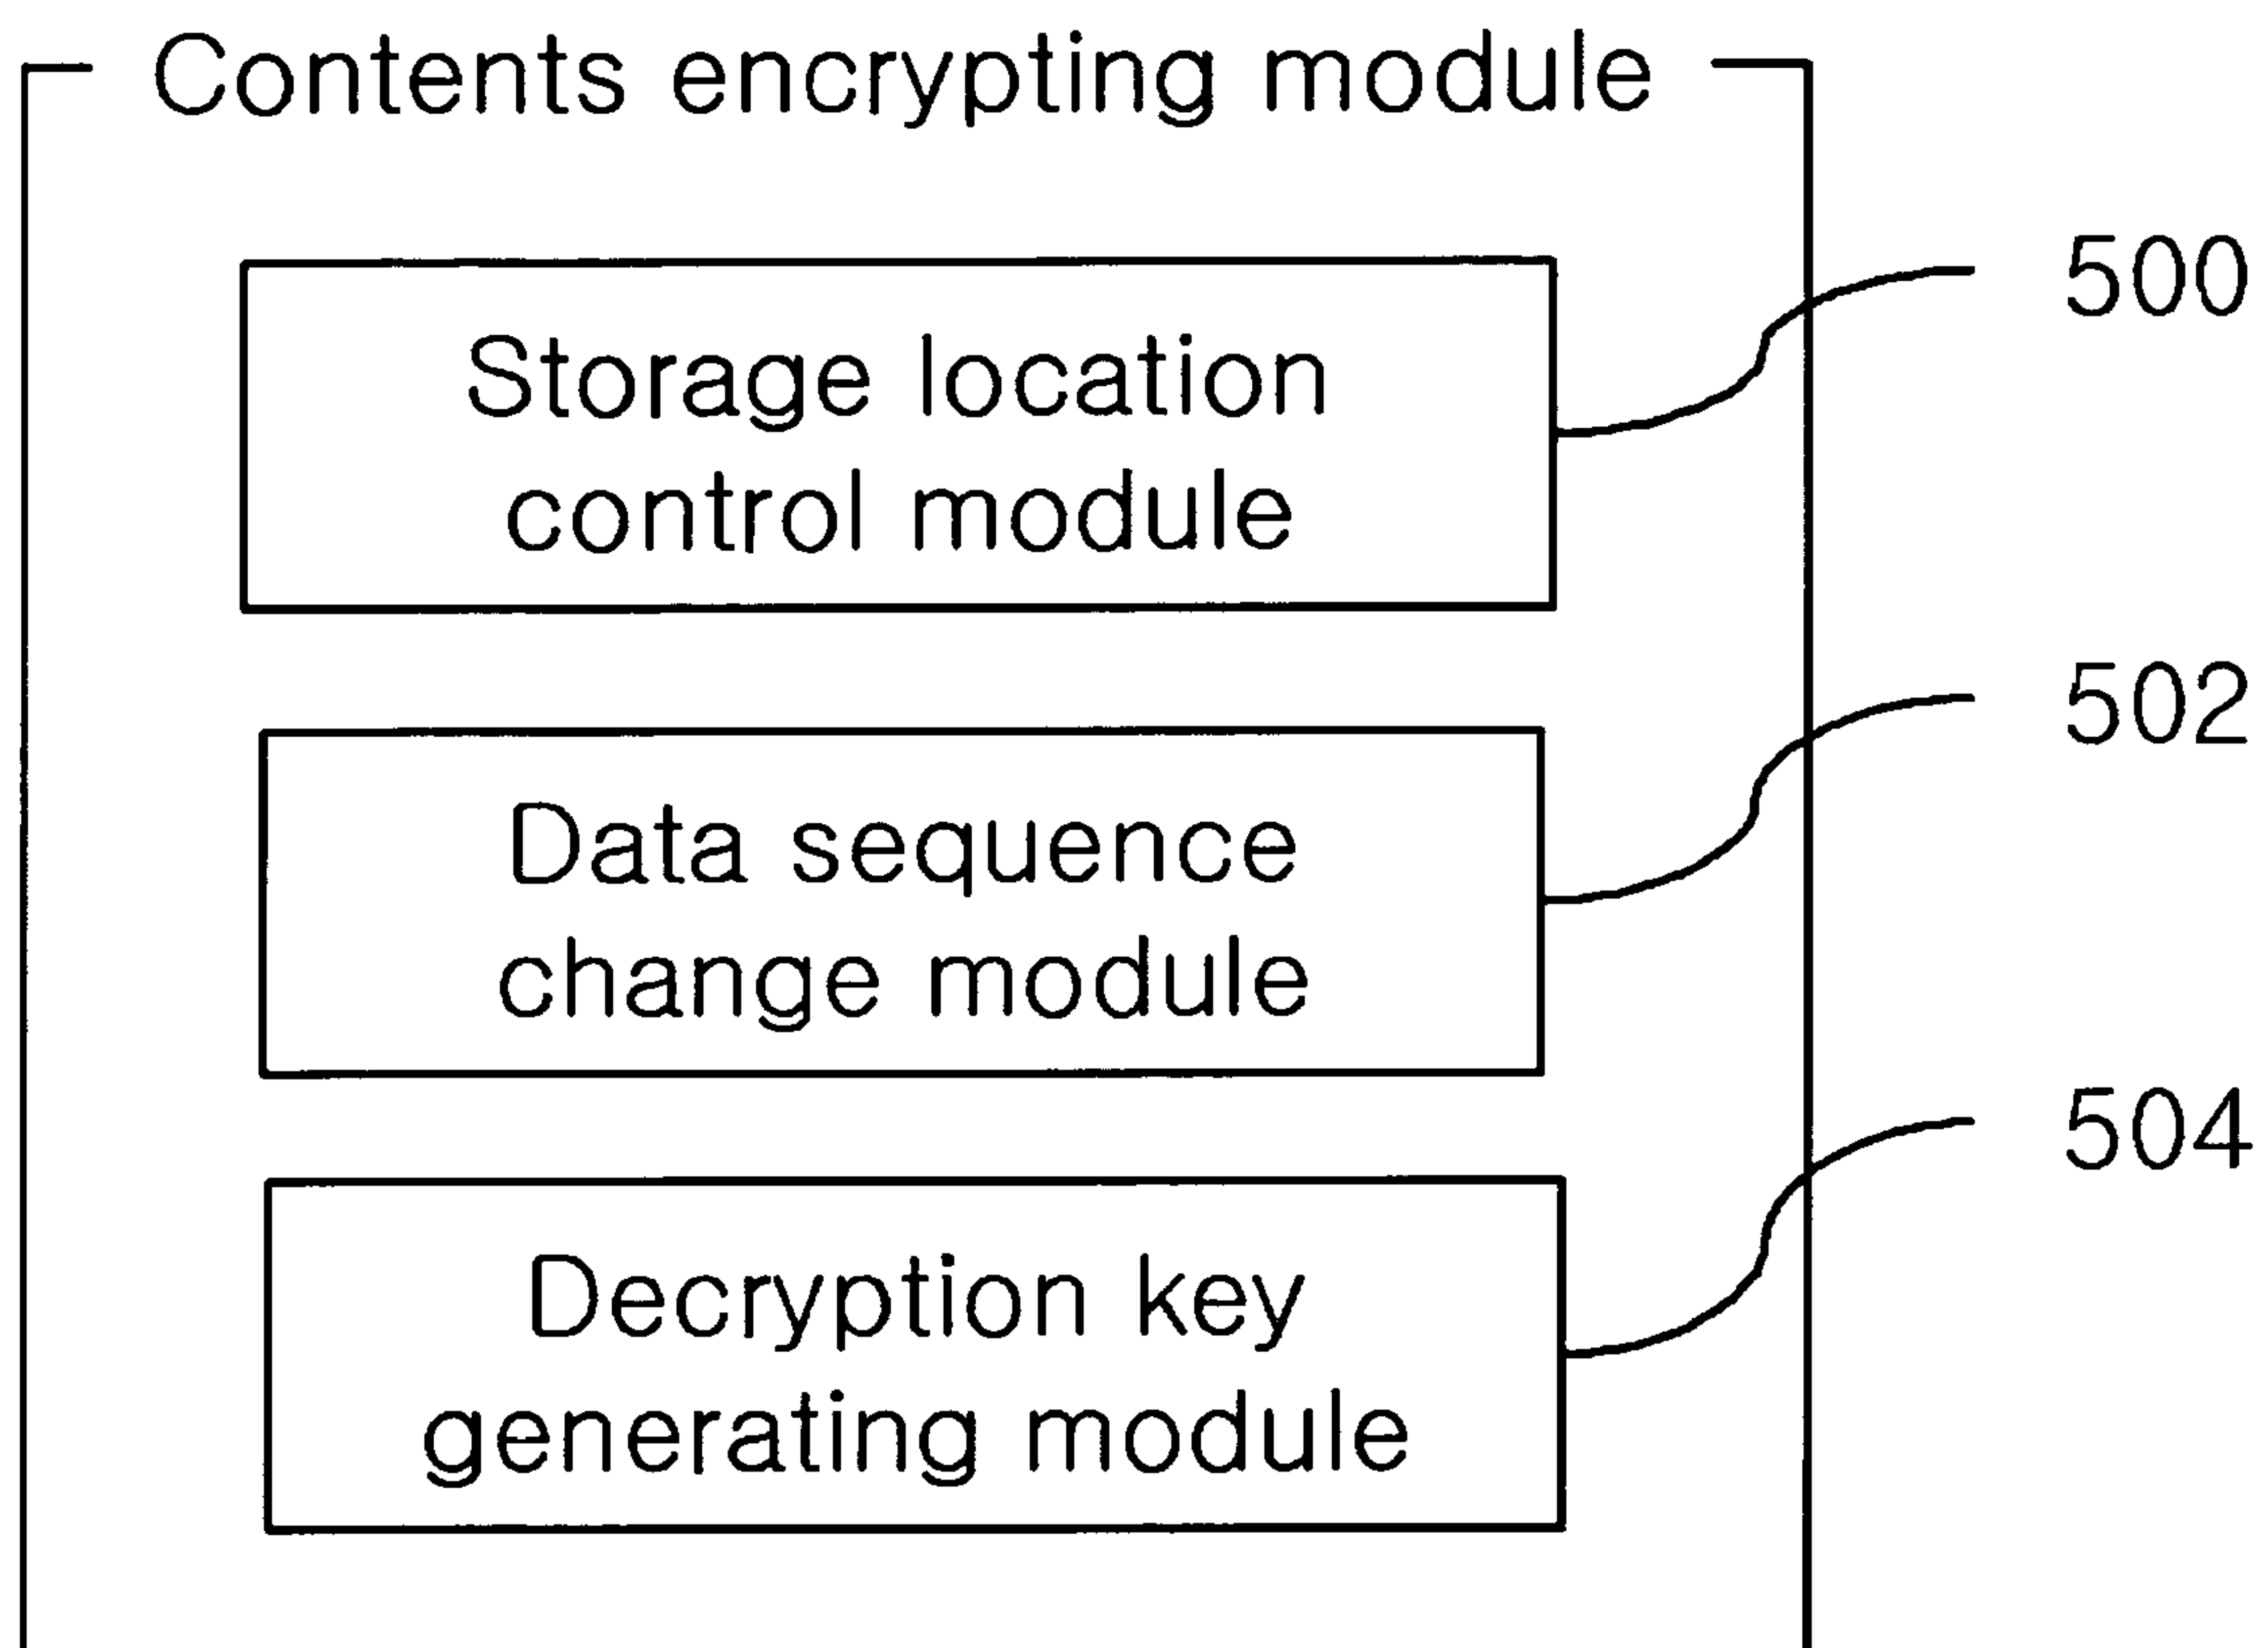 Contents encrypting module
500
Storage location
control module
502
Data sequence
change module
504
Decryption key
generating module